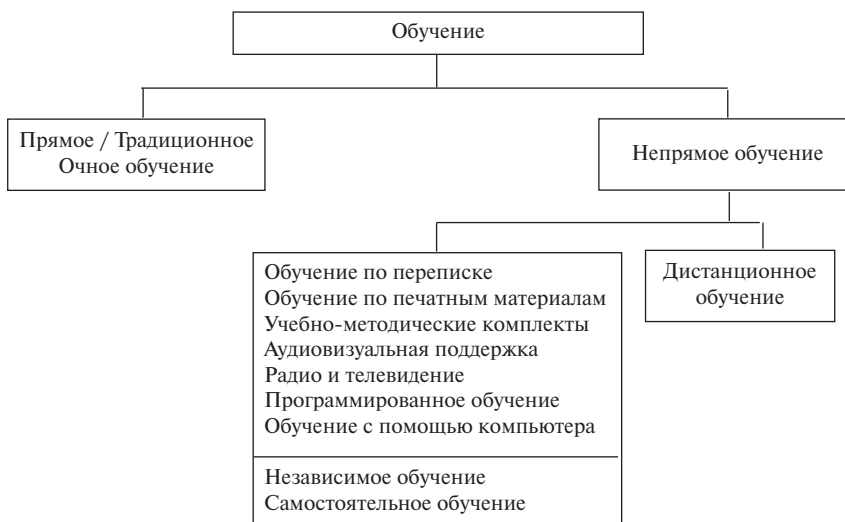 Обучение
Прямое / Традиционное
Очное обучение
Непрямое обучение
Обучение по переписке
Обучение по печатным материалам
Учебно-методические комплекты
Аудиовизуальная поддержка
Радио и телевидение
Программированное обучение
Обучение с помощью компьютера
Независимое обучение
Самостоятельное обучение
Дистанционное
обучение